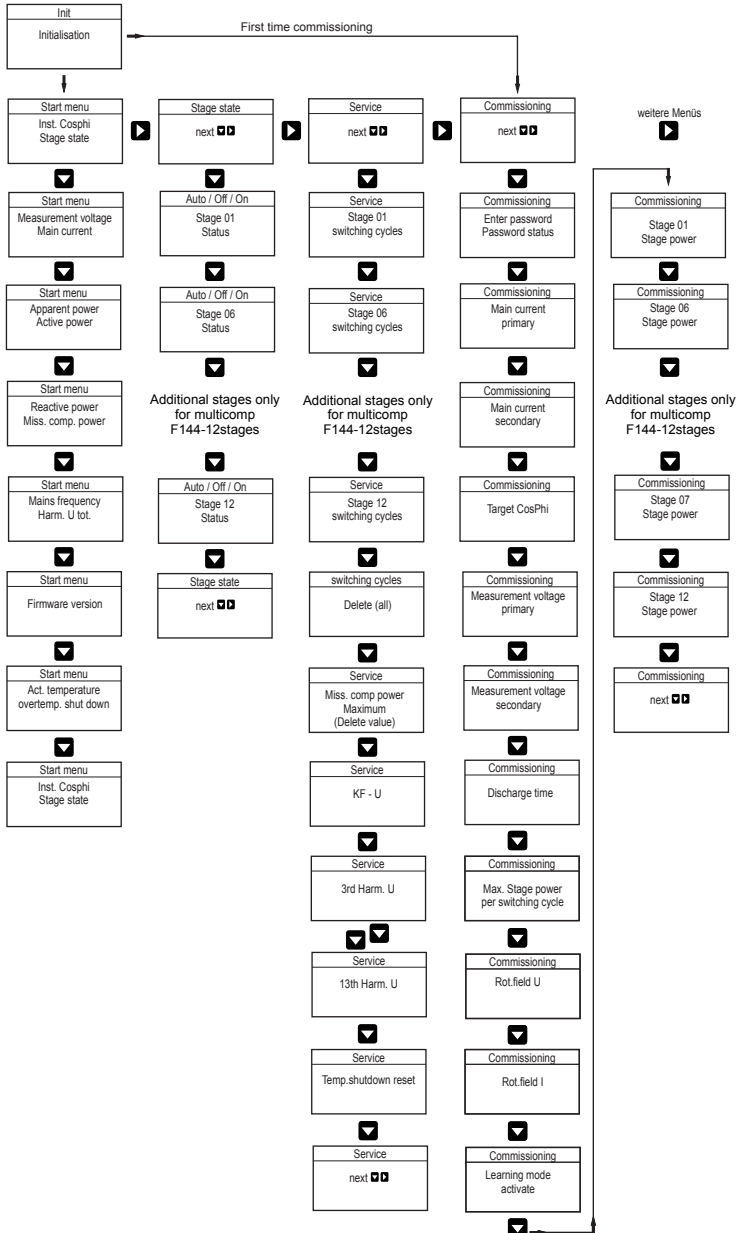 Init
Initialisation
First time commissioning
Start menu
Inst. Cosphi
Stage state
Start menu
Measurement voltage
Main current
Start menu
Apparent power
Active power
Start menu
Reactive power
Miss. comp. power
Start menu
Mains frequency
Harm. U tot.
Start menu
Firmware version
Start menu
Act. temperature
overtemp. shut down
Start menu
Inst. Cosphi
Stage state
Stage state
next
Auto / Off / On
Stage 01
Status
Auto / Off / On
Stage 06
Status
Additional stages only
for multicomp
F144-12stages
Auto / Off / On
Stage 12
Status
Stage state
next
Service
next
Service
Stage 01
switching cycles
Service
Stage 06
switching cycles
Additional stages only
for multicomp
F144-12stages
Service
Stage 12
switching cycles
switching cycles
Delete (all)
Service
Miss. comp power
Maximum
(Delete value)
Service
KF - U
Service
3rd Harm. U
Service
13th Harm. U
Service
Temp.shutdown reset
Service
next
Commissioning
next
Commissioning
Enter password
Password status
Commissioning
Main current
primary
Commissioning
Main current
secondary
Commissioning
Target CosPhi
Commissioning
Measurement voltage
primary
Commissioning
Measurement voltage
secondary
Commissioning
Discharge time
Commissioning
Max. Stage power
per switching cycle
Commissioning
Rot.field U
Commissioning
Rot.field I
Commissioning
Learning mode
activate
weitere Menüs
Commissioning
Stage 01
Stage power
Commissioning
Stage 06
Stage power
Additional stages only
for multicomp
F144-12stages
Commissioning
Stage 07
Stage power
Commissioning
Stage 12
Stage power
Commissioning
next